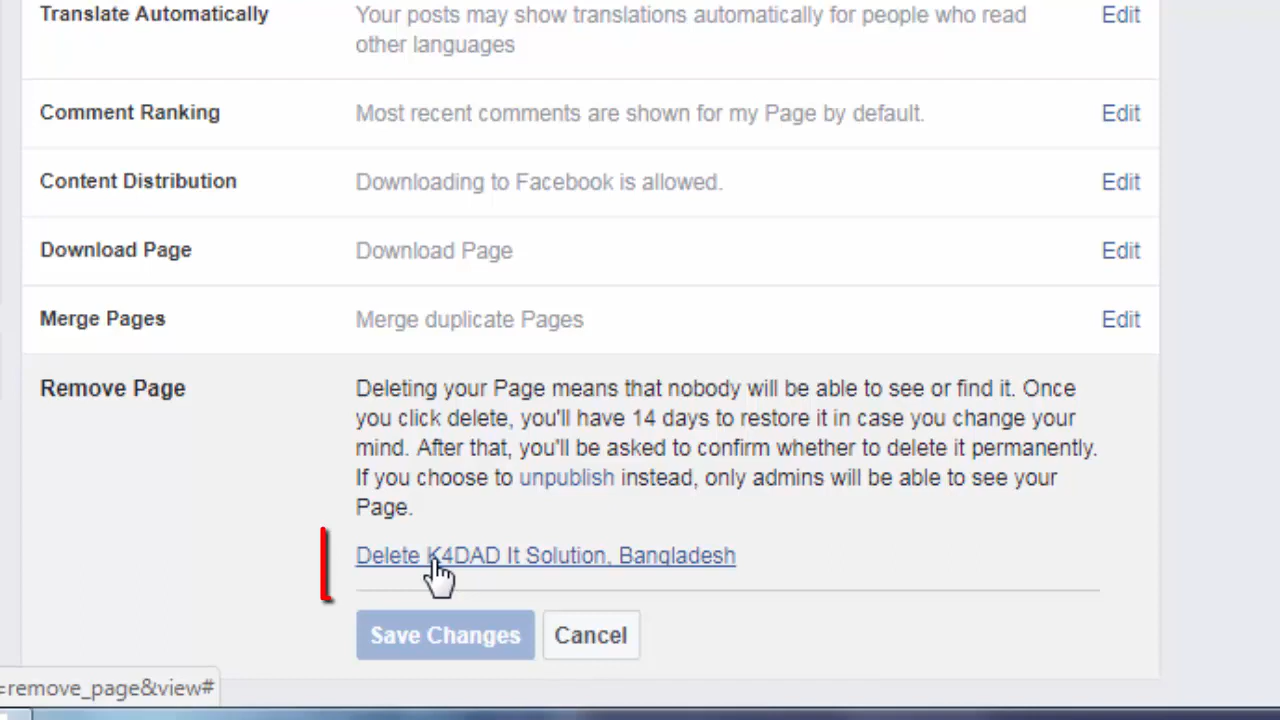 Translate Automatically
Your posts may show translations automatically for people who read
other languages
Edit
Comment Ranking
Most recent comments are shown for my Page by default.
Edit
Content Distribution
Downloading to Facebook is allowed.
Edit
Download Page
Download Page
Edit
Merge Pages
Merge duplicate Pages
Edit
Remove Page
Deleting your Page means that nobody will be able to see or find it. Once
you click delete, you'll have 14 days to restore it in case you change your
mind. After that, you'll be asked to confirm whether to delete it permanently.
If you choose to unpublish instead, only admins will be able to see your
Page.
Delete K4DAD It Solution, Bangladesh
Save Changes
Cancel
=remove_page&view#